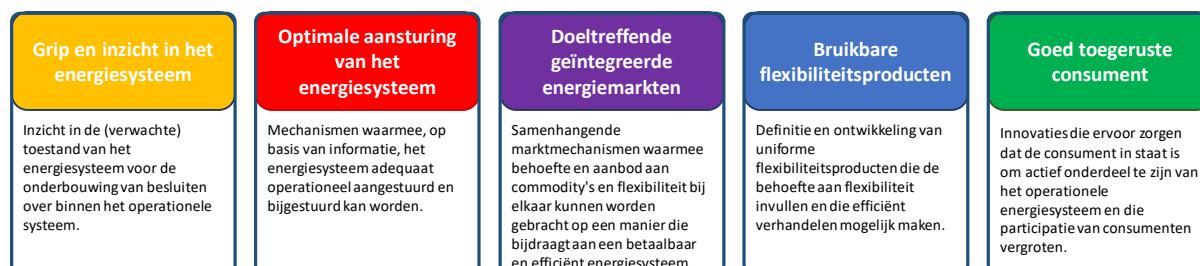 Grip en inzicht in het
energiesysteem
Inzicht in de (verwachte)
toestand van het
energiesysteem voor de
onderbouwing van besluiten
over binnen het operationele
systeem.
Optimale aansturing
van het
energiesysteem
Mechanismen waarmee, op
basis van informatie, het
energiesysteem adequaat
operationeel aangestuurd en
bijgestuurd kan worden.
Doeltreffende
geïntegreerde
energiemarkten
Samenhangende
marktmechanismen waarmee
behoefte en aanbod aan
commodity's en flexibiliteit bij
elkaar kunnen worden
gebracht op een manier die
bijdraagt aan een betaalbaar
en efficiënt energiesysteem
Bruikbare
flexibiliteitsproducten
Definitie en ontwikkeling van
uniforme
flexibiliteitsproducten die de
behoefte aan flexibiliteit
invullen en die efficiënt
verhandelen mogelijk maken.
Goed toegeruste
consument
Innovaties die ervoor zorgen
dat de consument in staat is
om actief onderdeel te zijn van
het operationele
energiesysteem en die
participatie van consumenten
vergroten.